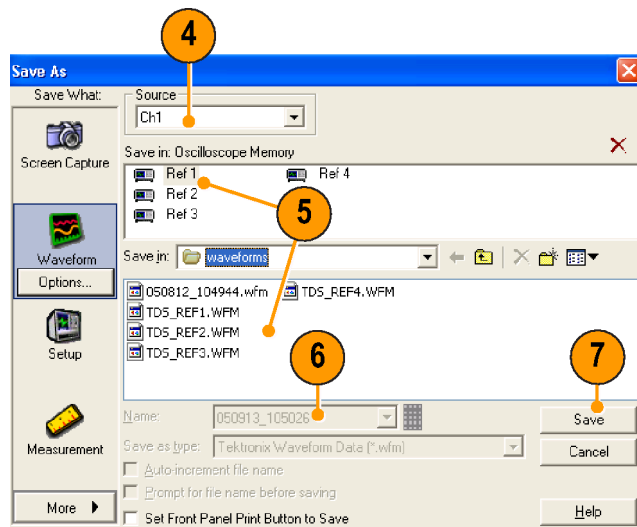 4
Save As
Save What:
Source
Ch1
Screen Capture
Save in: Oscilloscope Memory
Ref 1
Ref 4
Ref 2
Ref 3
5
Waveform
Options...
Save in:
waveforms
050812_104944.wfm
TDS_REF4.WFM
TDS_REF1.WFM
TDS_REF2.WFM
TDS_REF3.WFM
Setup
6
7
Name:
050913_105026
Save
Measurement
Save as type:
Tektronix Waveform Data (*.wfm)
Cancel
Auto-increment file name
Prompt for file name before saving
More
Set Front Panel Print Button to Save
Help